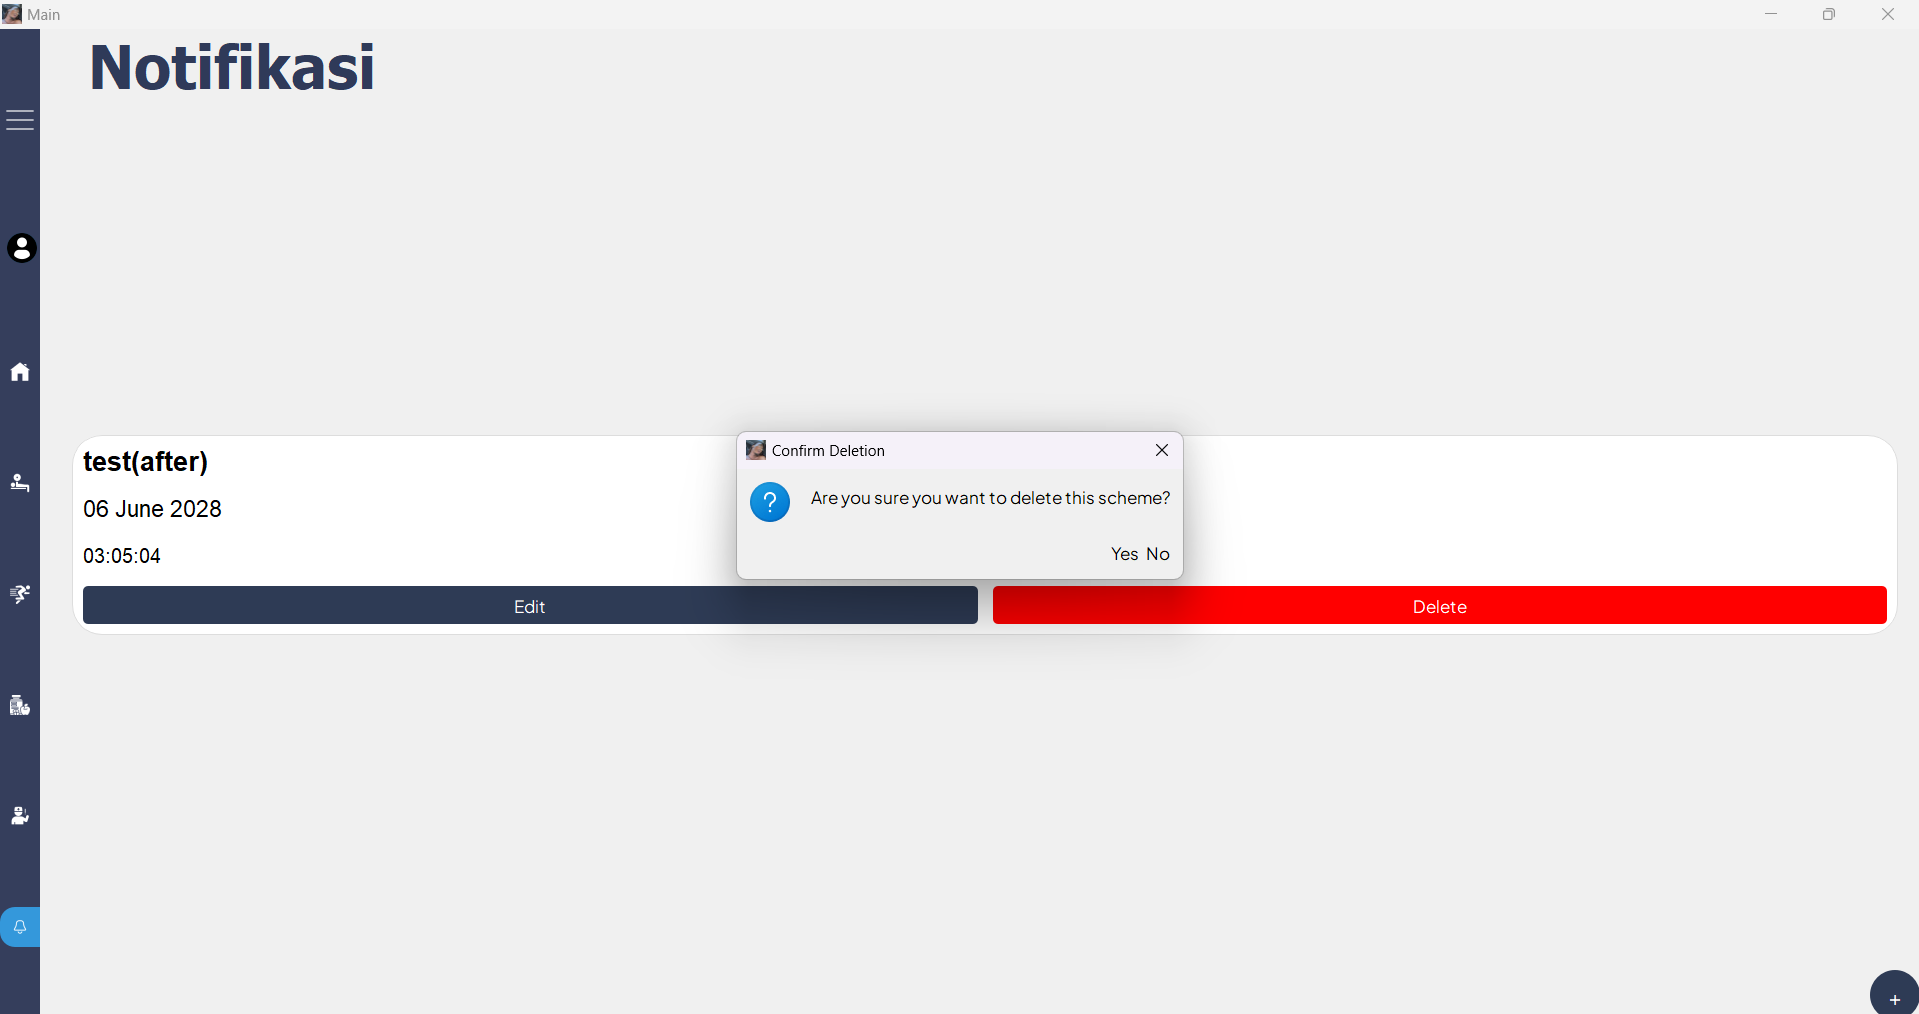 Main
Notifikasi
test(after)
06 June 2028
03:05:04
Edit
Delete
Confirm Deletion
?
Are you sure you want to delete this scheme?
Yes No
+